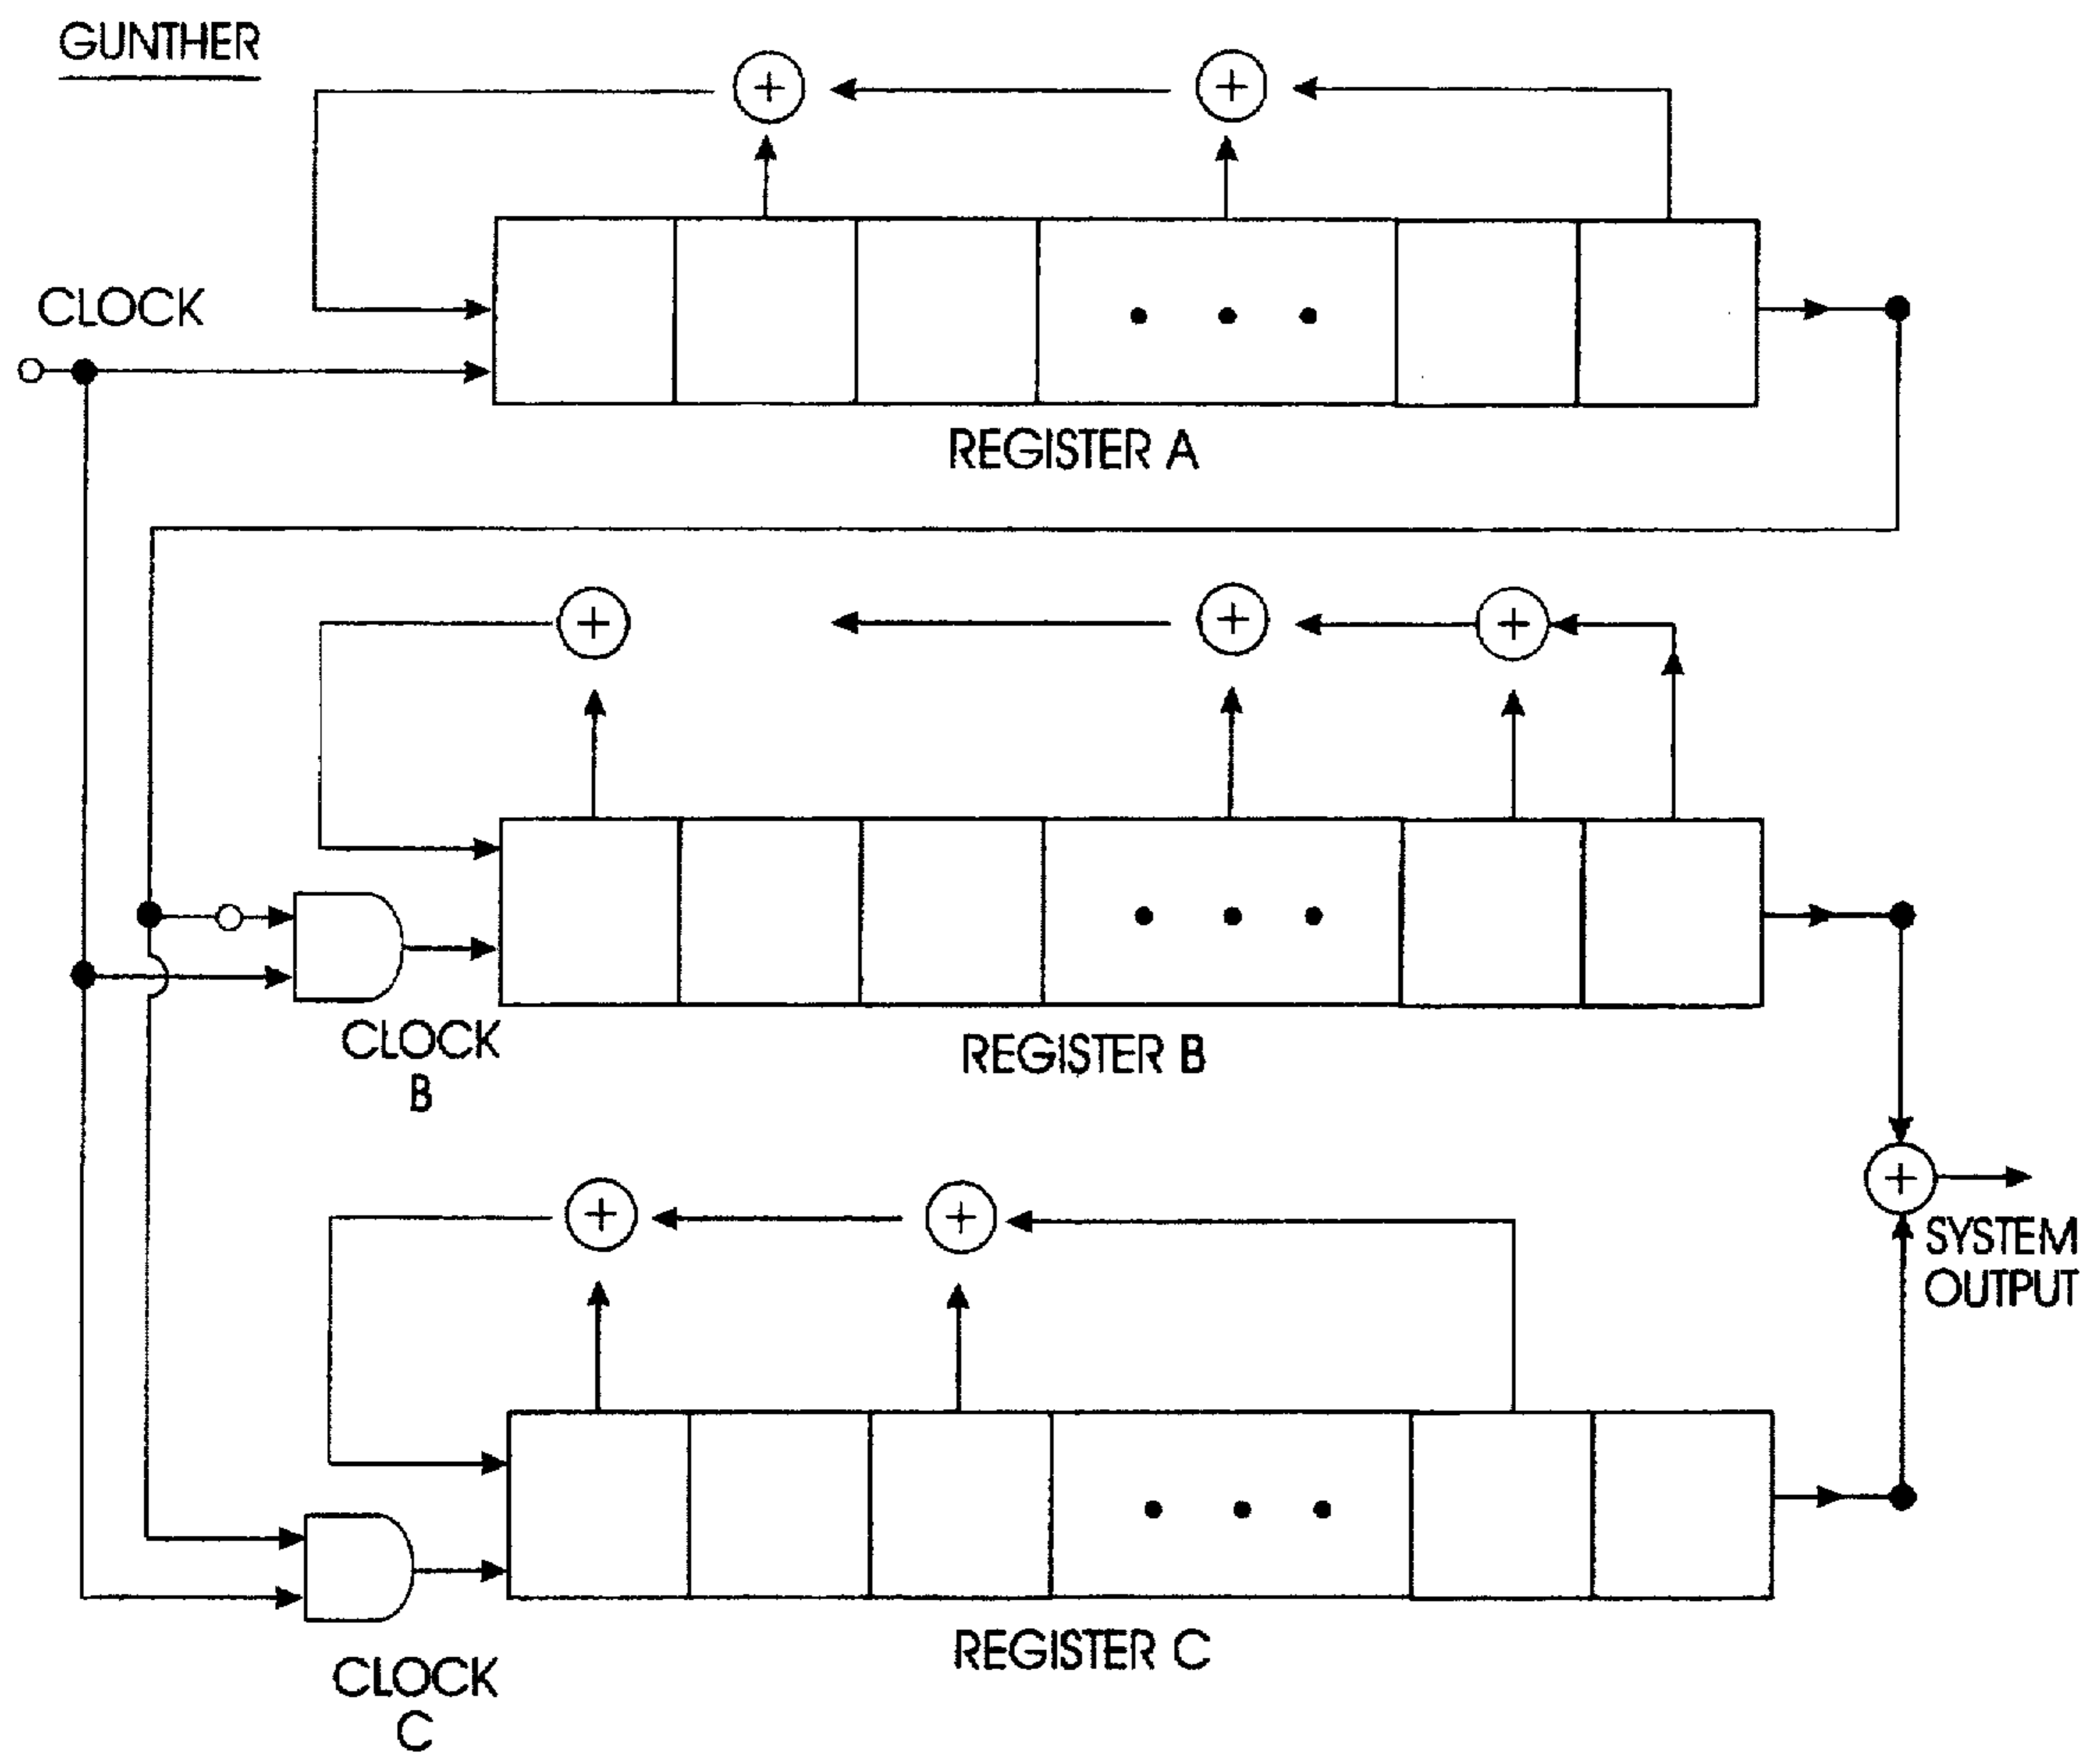 GUNTHER
CLOCK
REGISTER A
CLOCK
B
REGISTER B
SYSTEM
OUTPUT
REGISTER C
CLOCK
C